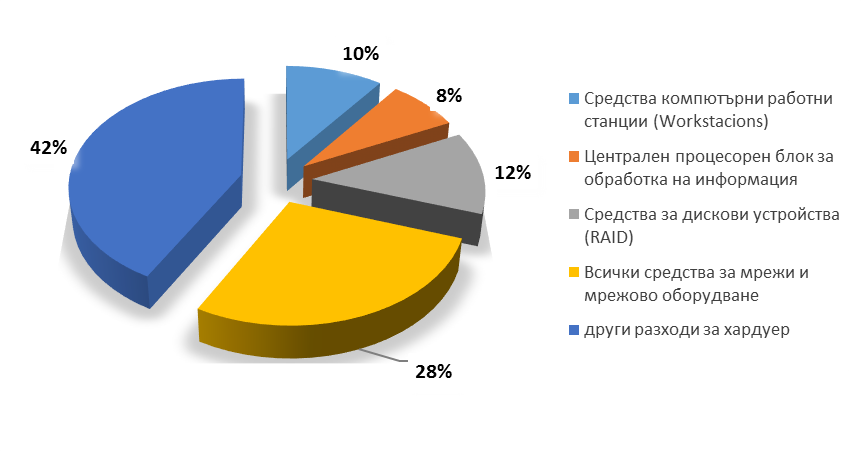 10%
8%
12%
28%
42%
Средства компютърни работни
станции (Workstacions)
Централен процесорен блок за
обработка на информация
Средства за дискови устройства
(RAID)
Всички средства за мрежи и
мрежово оборудване
други разходи за хардуер